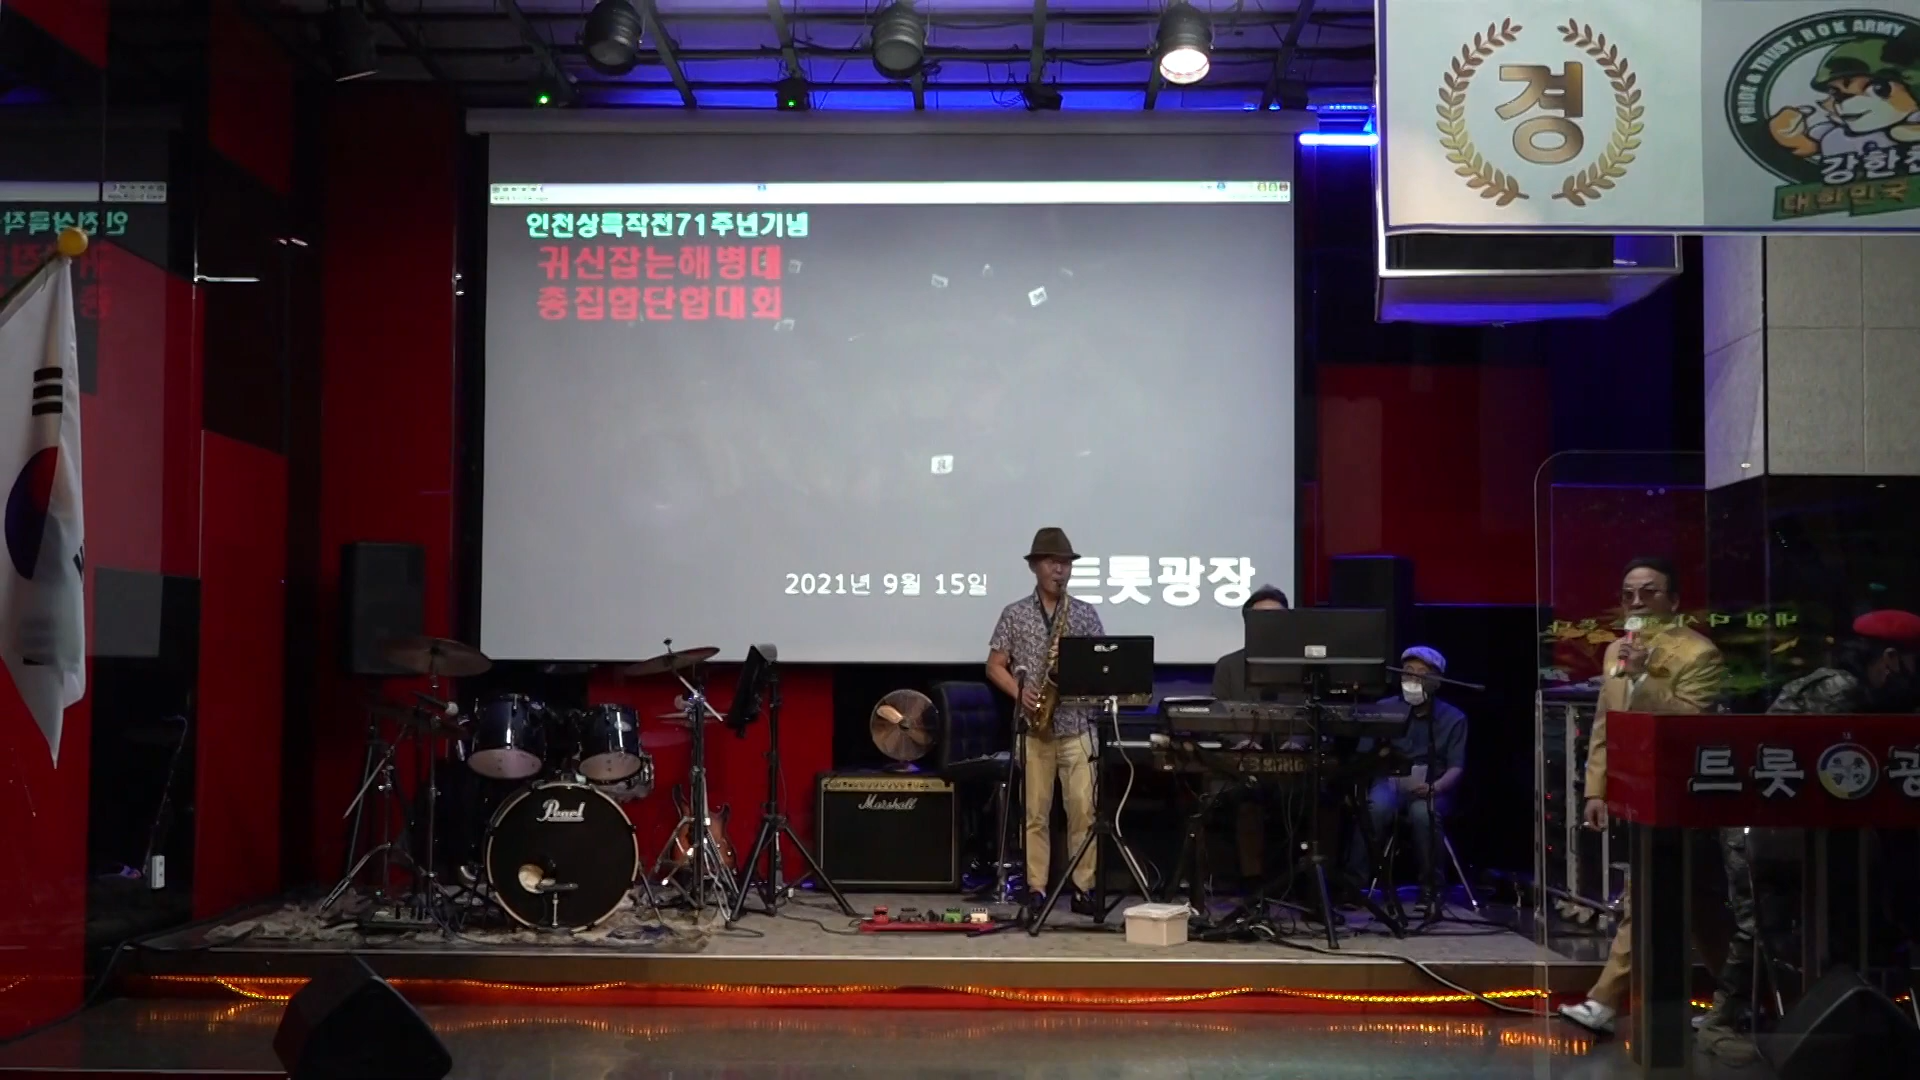 경
PRIDE & TRUST, R O K ARMY
강한친
대한민국
인천상륙작전71주년기념
귀신잡는해병대
총집합단합대회
2021년 9월 15일
트롯광장
ELF
Marshall
Pearl
트롯광